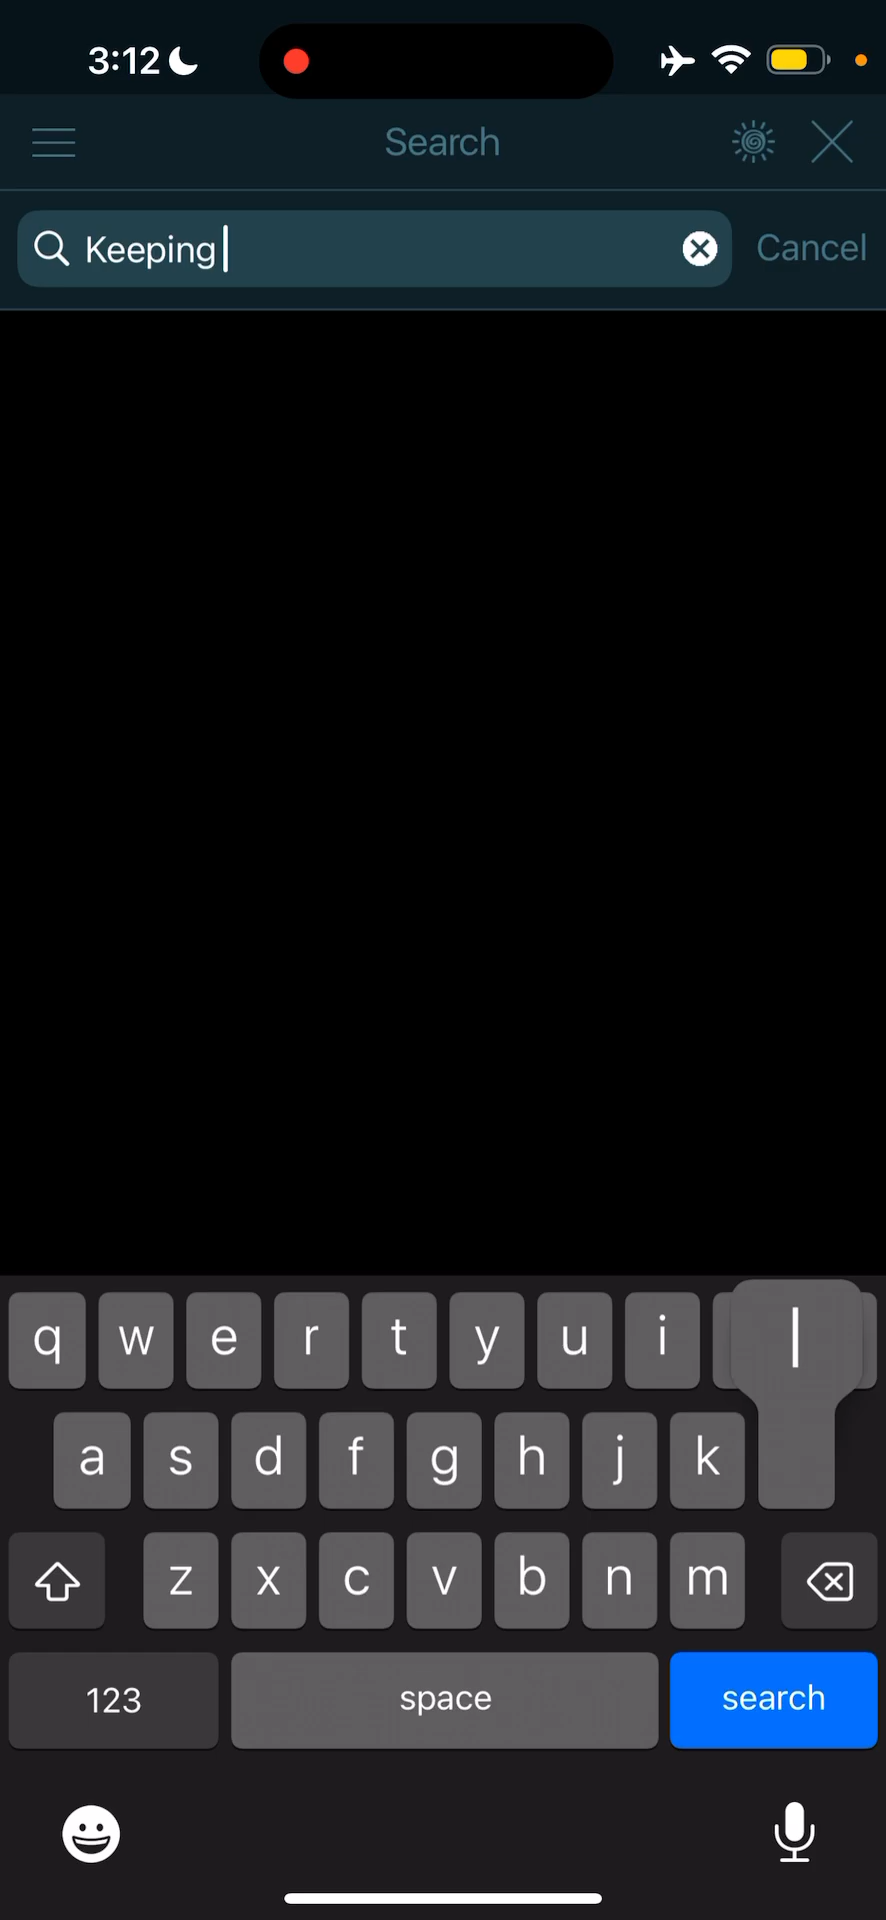 3:12
Search
Keeping
Cancel
q w e r t y u i l
a s d f g h j k
z x c v b n m
123 space search